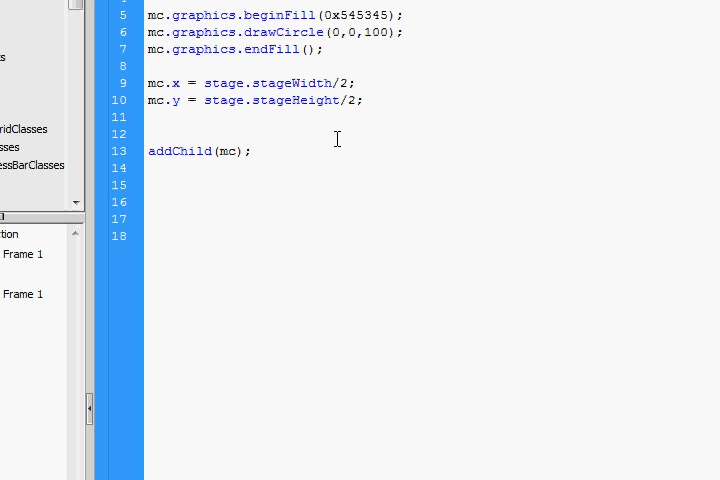 5 mc.graphics.beginFill(0x545345);
6 mc.graphics.drawCircle(0,0,100);
7 mc.graphics.endFill();
8
9 mc.x = stage.stageWidth/2;
10 mc.y = stage.stageHeight/2;
11
12
13 addChild(mc);
14
15
16
17
18
s
ridClasses
sses
essBarClasses
tion
Frame 1
Frame 1